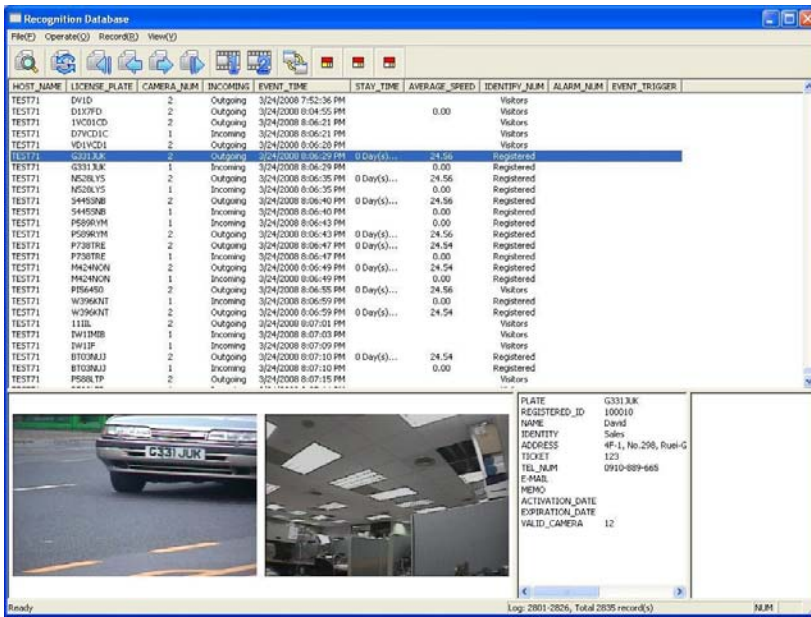 Recognition Database
File(F) Operate(O) Record(R) View(V)
HOST_NAME LICENSE_PLATE CAMERA_NUM INCOMING EVENT_TIME STAY_TIME AVERAGE_SPEED IDENTIFY_NUM ALARM_NUM EVENT_TRIGGER
TEST71 DV1D 2 Outgoing 3/24/2008 7:52:36 PM Visitors
TEST71 D1X7FD 2 Outgoing 3/24/2008 8:04:55 PM 0.00 Visitors
TEST71 1VC01CD 2 Outgoing 3/24/2008 8:06:21 PM Visitors
TEST71 D7VCD1C 1 Incoming 3/24/2008 8:06:21 PM Visitors
TEST71 VD1VCD1 2 Outgoing 3/24/2008 8:06:28 PM Visitors
TEST71 G331JUK 2 Outgoing 3/24/2008 8:06:29 PM 0 Day(s)... 24.56 Registered
TEST71 G331JUK 1 Incoming 3/24/2008 8:06:29 PM 0.00 Registered
TEST71 N528LYS 2 Outgoing 3/24/2008 8:06:35 PM 0 Day(s)... 24.56 Registered
TEST71 N528LYS 1 Incoming 3/24/2008 8:06:35 PM 0.00 Registered
TEST71 S445SNB 2 Outgoing 3/24/2008 8:06:40 PM 0 Day(s)... 24.56 Registered
TEST71 S445SNB 1 Incoming 3/24/2008 8:06:40 PM 0.00 Registered
TEST71 P589RYM 1 Incoming 3/24/2008 8:06:43 PM 0.00 Registered
TEST71 P589RYM 2 Outgoing 3/24/2008 8:06:43 PM 0 Day(s)... 24.56 Registered
TEST71 P738TRE 2 Outgoing 3/24/2008 8:06:47 PM 0 Day(s)... 24.54 Registered
TEST71 P738TRE 1 Incoming 3/24/2008 8:06:47 PM 0.00 Registered
TEST71 M424NON 2 Outgoing 3/24/2008 8:06:49 PM 0 Day(s)... 24.54 Registered
TEST71 M424NON 1 Incoming 3/24/2008 8:06:49 PM 0.00 Registered
TEST71 PI56450 2 Outgoing 3/24/2008 8:06:55 PM 0 Day(s)... 24.56 Visitors
TEST71 W396KNT 1 Incoming 3/24/2008 8:06:59 PM 0.00 Registered
TEST71 W396KNT 2 Outgoing 3/24/2008 8:06:59 PM 0 Day(s)... 24.54 Registered
TEST71 11IIL 2 Outgoing 3/24/2008 8:07:01 PM Visitors
TEST71 IW1IMIB 1 Incoming 3/24/2008 8:07:03 PM Visitors
TEST71 IW1IF 1 Incoming 3/24/2008 8:07:09 PM Visitors
TEST71 BT03NUJ 2 Outgoing 3/24/2008 8:07:10 PM 0 Day(s)... 24.54 Registered
TEST71 BT03NUJ 1 Incoming 3/24/2008 8:07:10 PM 0.00 Registered
TEST71 P588LTP 2 Outgoing 3/24/2008 8:07:15 PM Visitors
G331 JUK
PLATE G331JUK
REGISTERED_ID 100010
NAME David
IDENTITY Sales
ADDRESS 4F-1, No.298, Ruei-G
TICKET 123
TEL_NUM 0910-889-665
E-MAIL
MEMO
ACTIVATION_DATE
EXPIRATION_DATE
VALID_CAMERA 12
Ready Log: 2801-2826, Total 2835 record(s) NUM